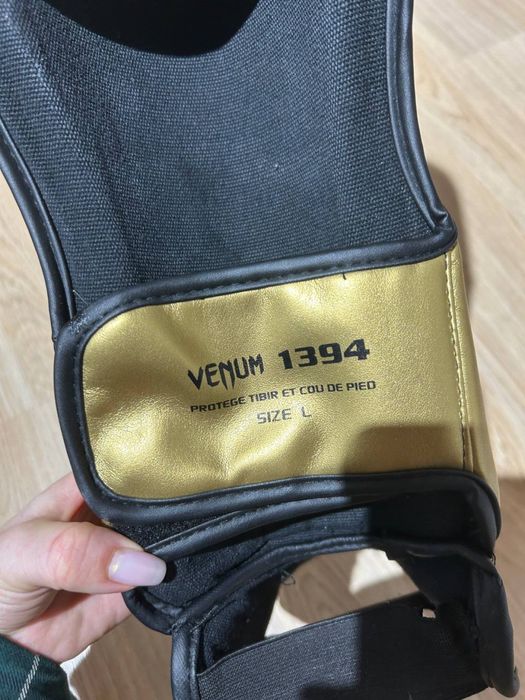 VENUM 1394
PROTEGE TIBIR ET COU DE PIED
SIZE L